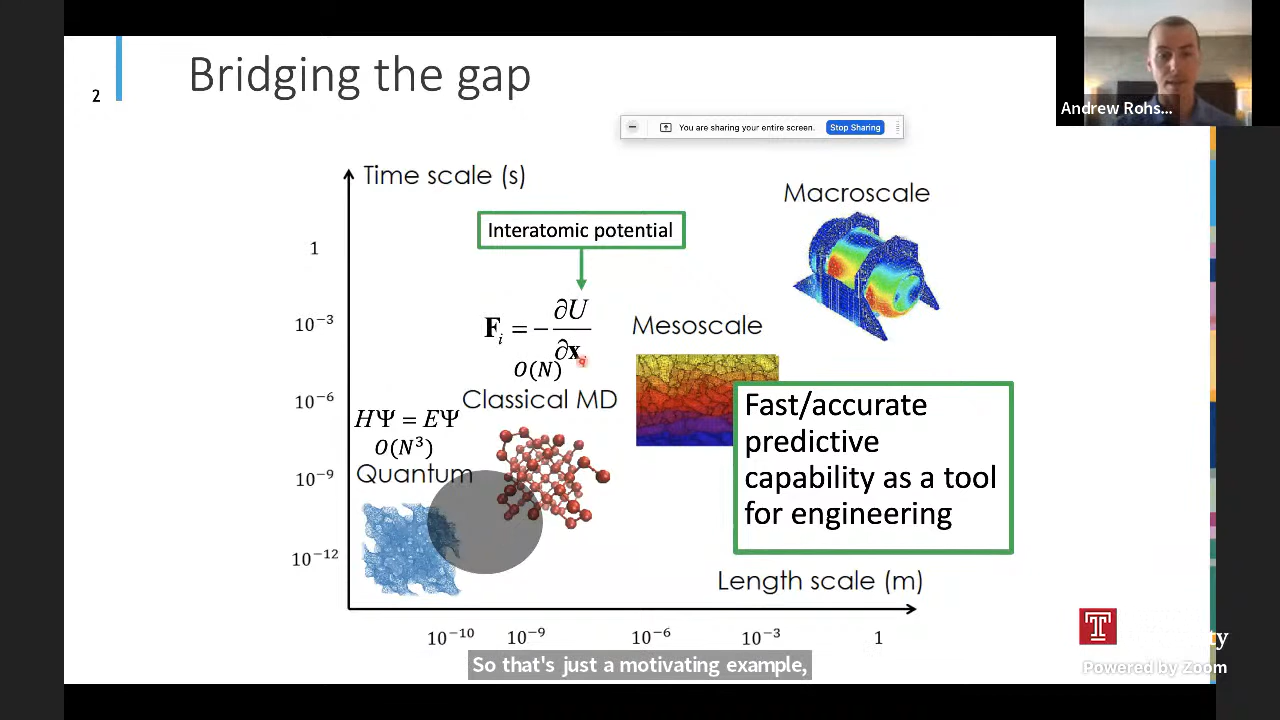 Bridging the gap
2
Andrew Rohs...
You are sharing your entire screen.
Stop Sharing
Time scale (s)
Macroscale
Interatomic potential
1
10⁻³
F_i = − ∂U/∂x_i
O(N)
Mesoscale
10⁻⁶
Classical MD
HΨ = EΨ
O(N³)
Quantum
10⁻⁹
10⁻¹²
Fast/accurate
predictive
capability as a tool
for engineering
Length scale (m)
10⁻¹⁰ 10⁻⁹ 10⁻⁶ 10⁻³ 1
So that's just a motivating example,
Powered by Zoom